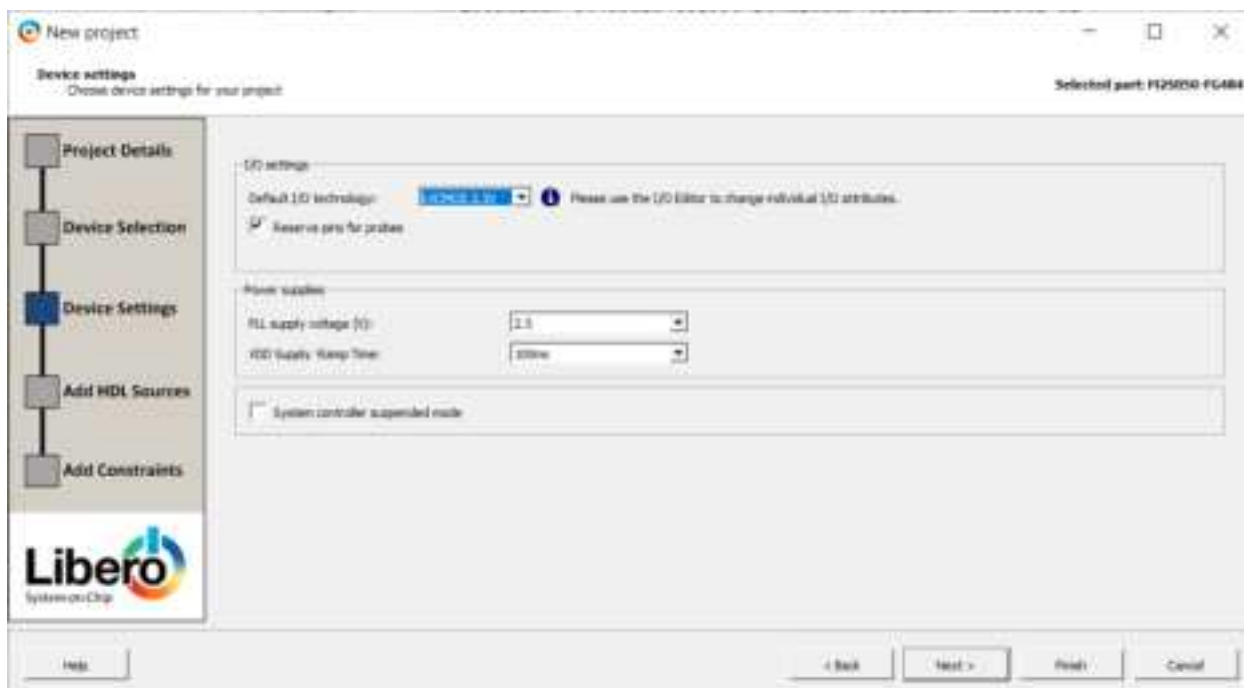 New project
Device settings
Choose device settings for your project
Selected part: M2S050-FG484
Project Details
Device Selection
Device Settings
Add HDL Sources
Add Constraints
I/O settings
Default I/O technology:
Please use the I/O Editor to change individual I/O attributes.
Reserve pins for probes
Power supplies
PLL supply voltage (V):
2.5
VDD Supply Ramp Time:
100ms
System controller suspended mode
Libero
System on Chip
Help
< Back
Next >
Finish
Cancel